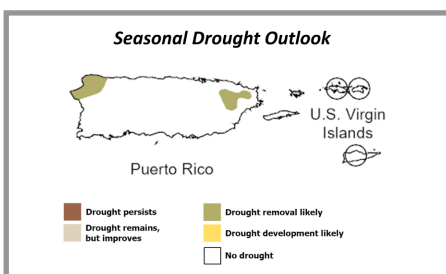 Seasonal Drought Outlook
U.S. Virgin
Islands
Puerto Rico
Drought persists
Drought remains,
but improves
Drought removal likely
Drought development likely
No drought